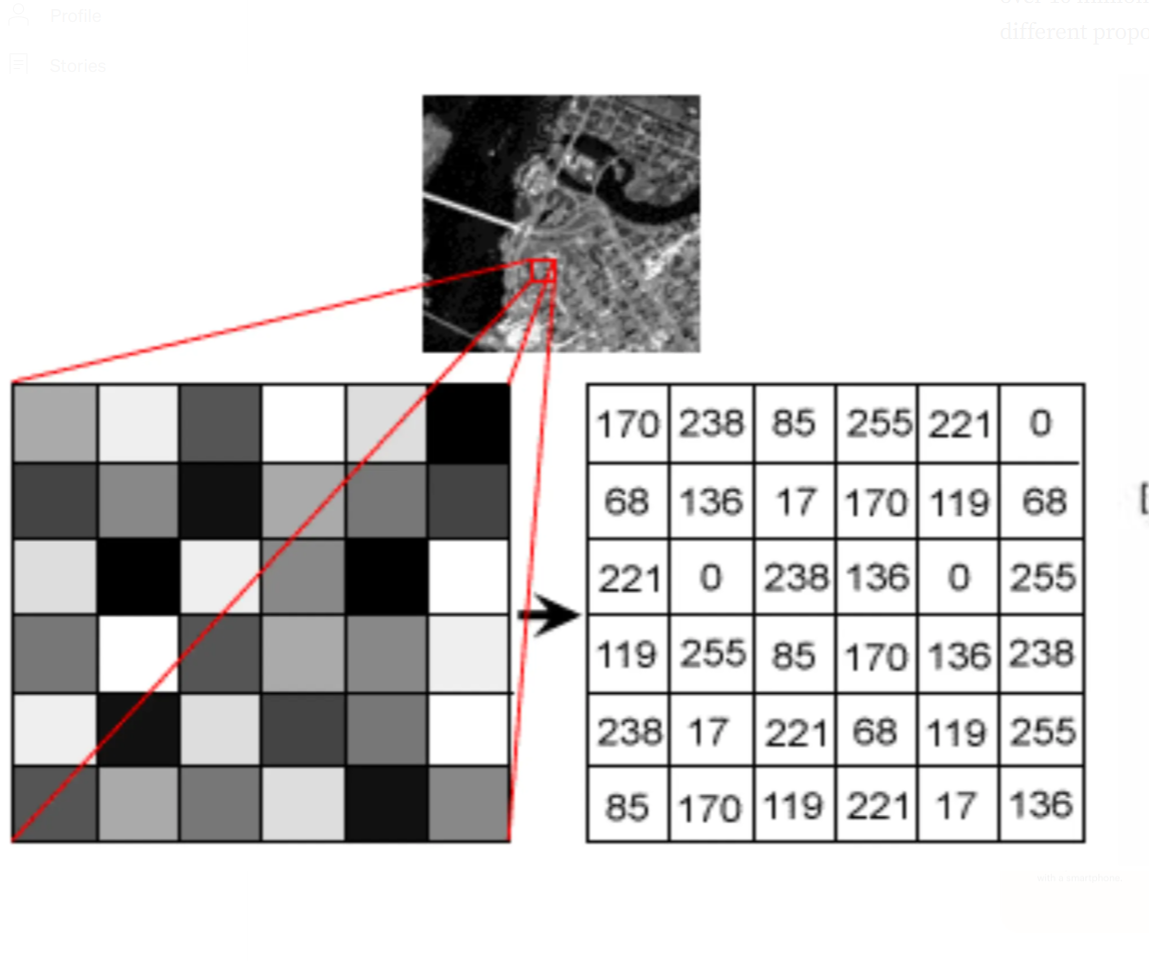 Profile
different propo
Stories
170 238 85 255 221 0
68 136 17 170 119 68
221 0 238 136 0 255
119 255 85 170 136 238
238 17 221 68 119 255
85 170 119 221 17 136